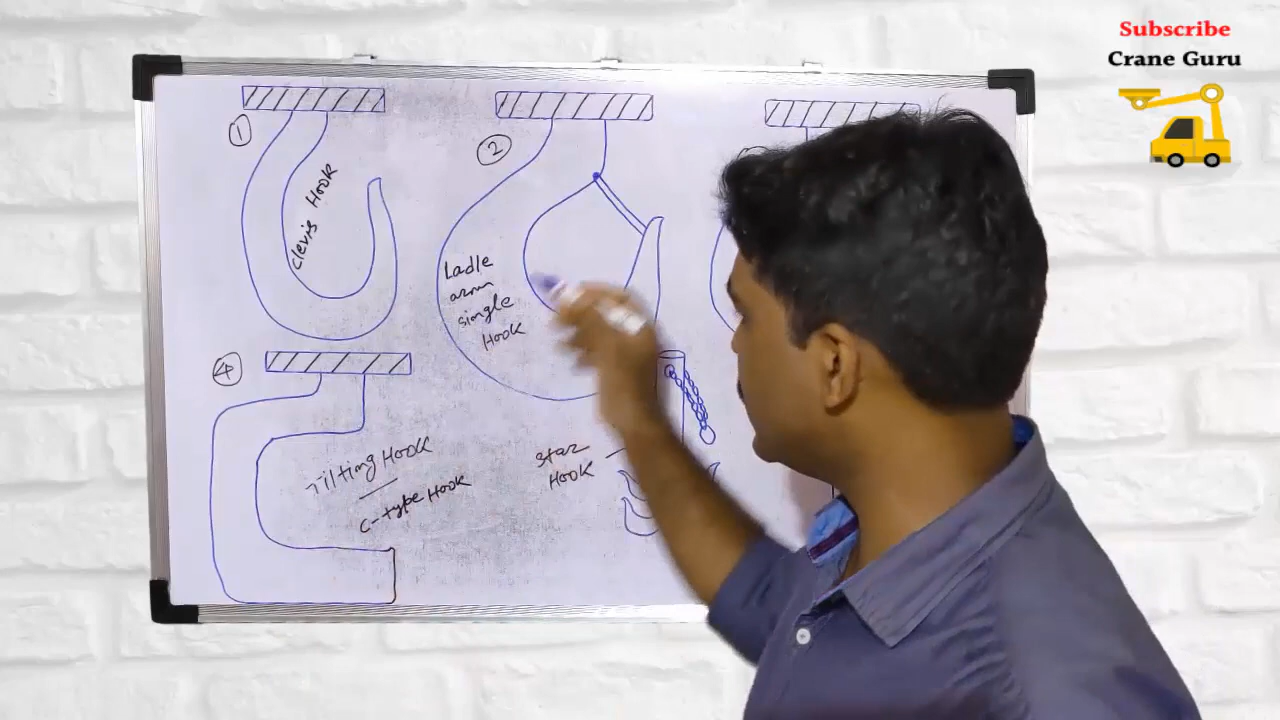 Subscribe
Crane Guru
1
Clevis Hook
2
Ladle
arm
single
Hook
4
Tilting Hook
C-type Hook
Star
Hook